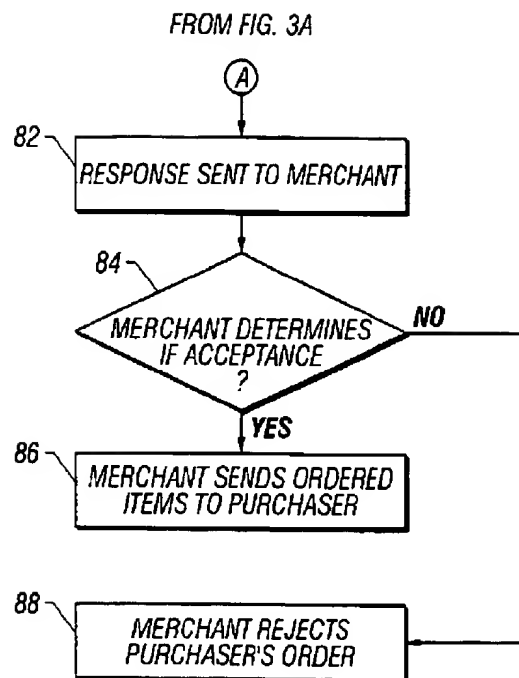 FROM FIG. 3A
A
82
RESPONSE SENT TO MERCHANT
84
MERCHANT DETERMINES
IF ACCEPTANCE
?
NO
YES
86
MERCHANT SENDS ORDERED
ITEMS TO PURCHASER
88
MERCHANT REJECTS
PURCHASER'S ORDER